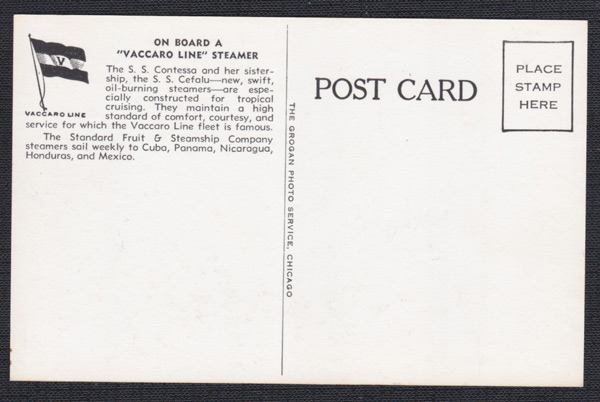 ON BOARD A
"VACCARO LINE" STEAMER
The S. S. Contessa and her sister-
ship, the S. S. Cefalu—new, swift,
oil-burning steamers—are espe-
cially constructed for tropical
cruising. They maintain a high
standard of comfort, courtesy, and
service for which the Vaccaro Line fleet is famous.
The Standard Fruit & Steamship Company
steamers sail weekly to Cuba, Panama, Nicaragua,
Honduras, and Mexico.
V
VACCARO LINE
THE GROGAN PHOTO SERVICE, CHICAGO
POST CARD
PLACE
STAMP
HERE